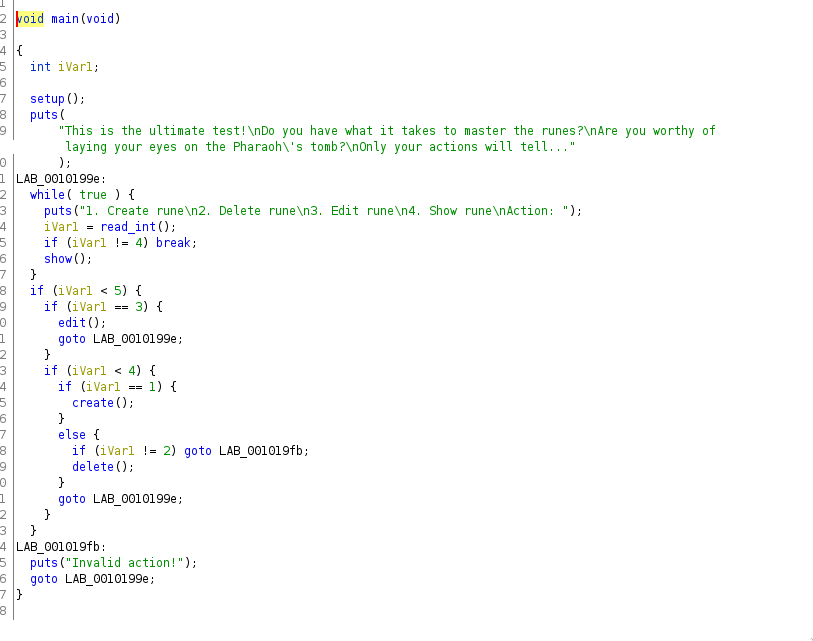 1
2 void main(void)
3
4 {
5 int iVar1;
6
7 setup();
8 puts(
9 "This is the ultimate test!\nDo you have what it takes to master the runes?\nAre you worthy of
laying your eyes on the Pharaoh\'s tomb?\nOnly your actions will tell..."
0 );
1 LAB_0010199e:
2 while( true ) {
3 puts("1. Create rune\n2. Delete rune\n3. Edit rune\n4. Show rune\nAction: ");
4 iVar1 = read_int();
5 if (iVar1 != 4) break;
6 show();
7 }
8 if (iVar1 < 5) {
9 if (iVar1 == 3) {
0 edit();
1 goto LAB_0010199e;
2 }
3 if (iVar1 < 4) {
4 if (iVar1 == 1) {
5 create();
6 }
7 else {
8 if (iVar1 != 2) goto LAB_001019fb;
9 delete();
0 }
1 goto LAB_0010199e;
2 }
3 }
4 LAB_001019fb:
5 puts("Invalid action!");
6 goto LAB_0010199e;
7 }
8